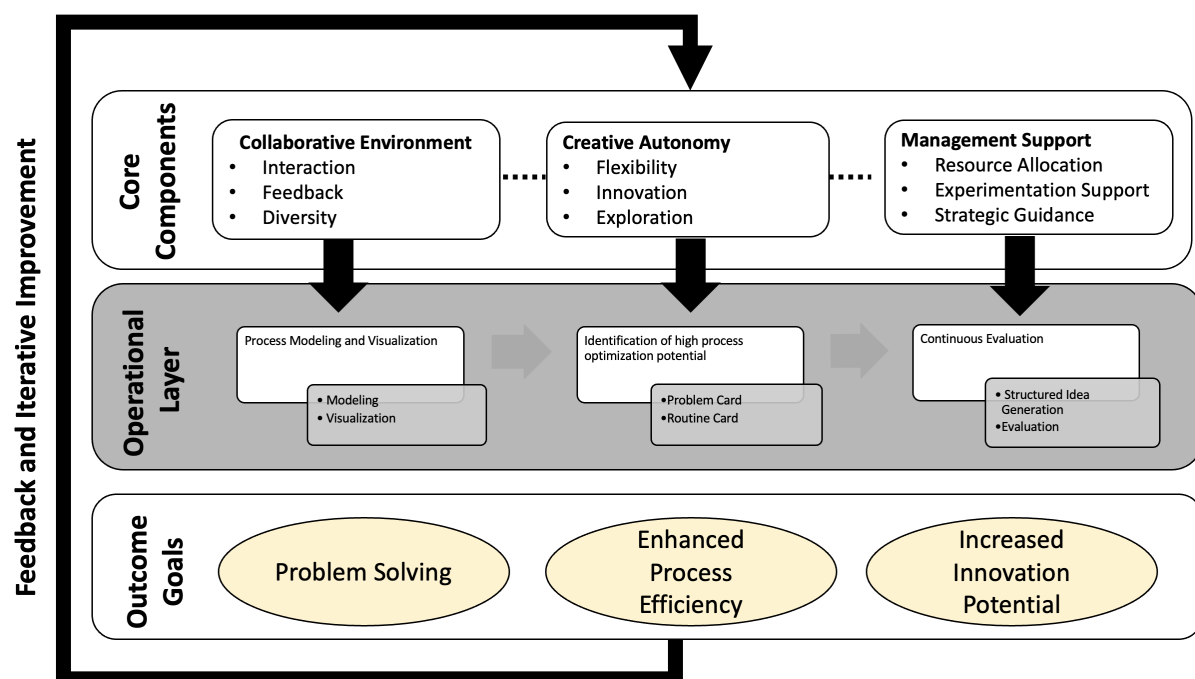 Feedback and Iterative Improvement
Core
Components
Collaborative Environment
• Interaction
• Feedback
• Diversity
Creative Autonomy
• Flexibility
• Innovation
• Exploration
Management Support
• Resource Allocation
• Experimentation Support
• Strategic Guidance
Operational
Layer
Process Modeling and Visualization
• Modeling
• Visualization
Identification of high process
optimization potential
•Problem Card
•Routine Card
Continuous Evaluation
• Structured Idea
Generation
•Evaluation
Outcome
Goals
Problem Solving
Enhanced
Process
Efficiency
Increased
Innovation
Potential